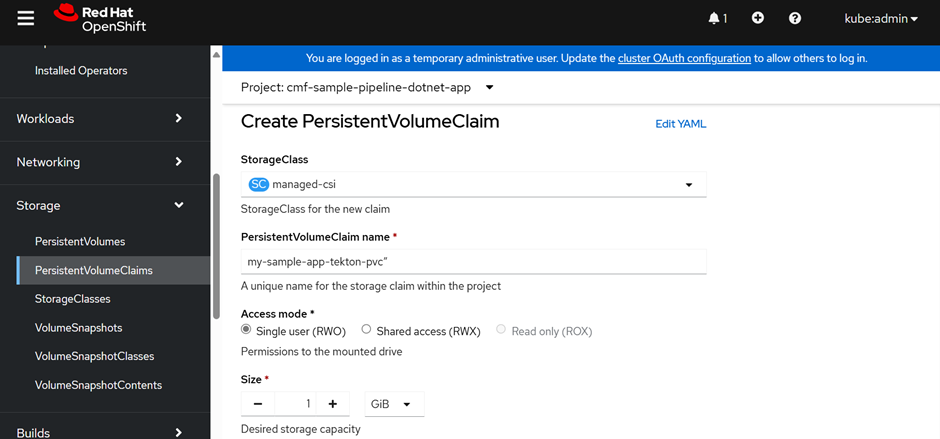 Red Hat
OpenShift
1
kube:admin
Installed Operators
Workloads
Networking
Storage
PersistentVolumes
PersistentVolumeClaims
StorageClasses
VolumeSnapshots
VolumeSnapshotClasses
VolumeSnapshotContents
Builds
You are logged in as a temporary administrative user. Update the cluster OAuth configuration to allow others to log in.
Project: cmf-sample-pipeline-dotnet-app
Create PersistentVolumeClaim
Edit YAML
StorageClass
SC managed-csi
StorageClass for the new claim
PersistentVolumeClaim name *
my-sample-app-tekton-pvc”
A unique name for the storage claim within the project
Access mode *
Single user (RWO) Shared access (RWX) Read only (ROX)
Permissions to the mounted drive
Size *
1 GiB
Desired storage capacity